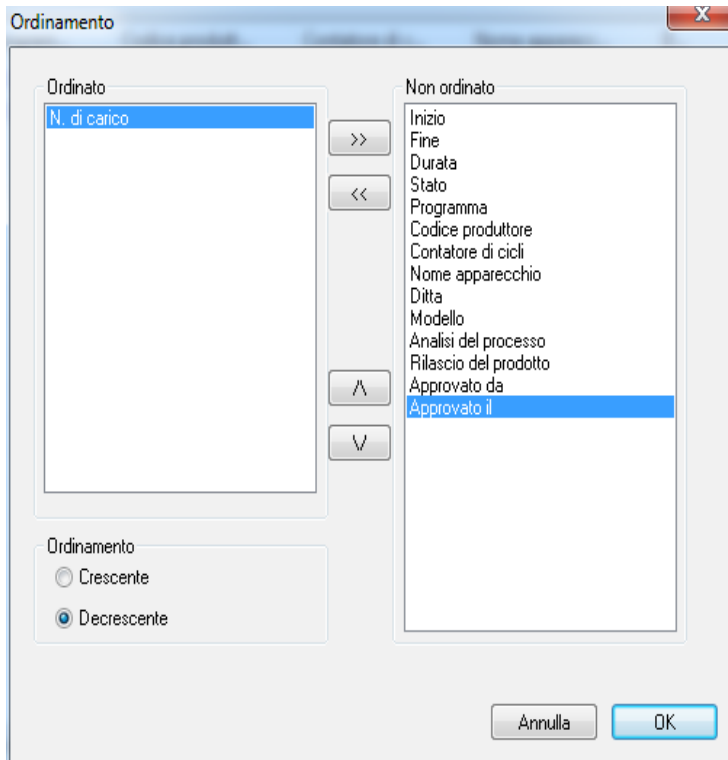 Ordinamento
X
Ordinato
N. di carico
>>
<<
/\
\/
Non ordinato
Inizio
Fine
Durata
Stato
Programma
Codice produttore
Contatore di cicli
Nome apparecchio
Ditta
Modello
Analisi del processo
Rilascio del prodotto
Approvato da
Approvato il
Ordinamento
Crescente
Decrescente
Annulla
OK